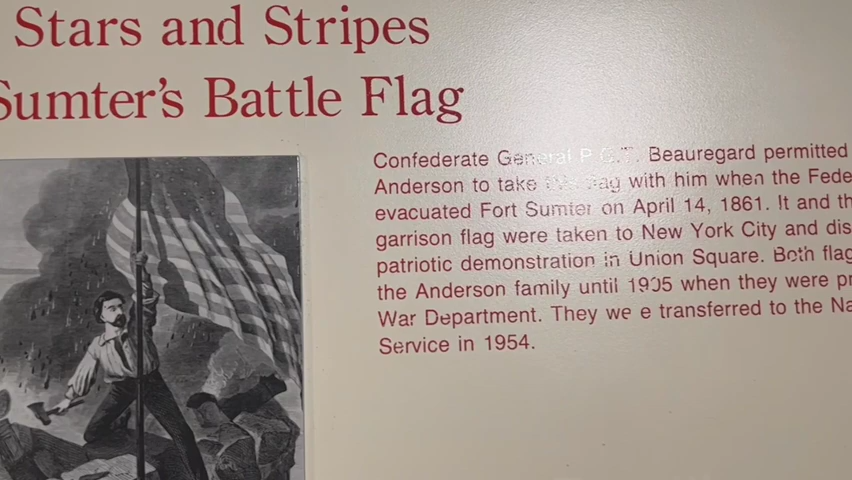 Stars and Stripes
Sumter's Battle Flag
Confederate General P.G.T. Beauregard permitted
Anderson to take flag with him when the Fede
evacuated Fort Sumter on April 14, 1861. It and th
garrison flag were taken to New York City and dis
patriotic demonstration in Union Square. Both flag
the Anderson family until 1905 when they were pr
War Department. They we e transferred to the Na
Service in 1954.